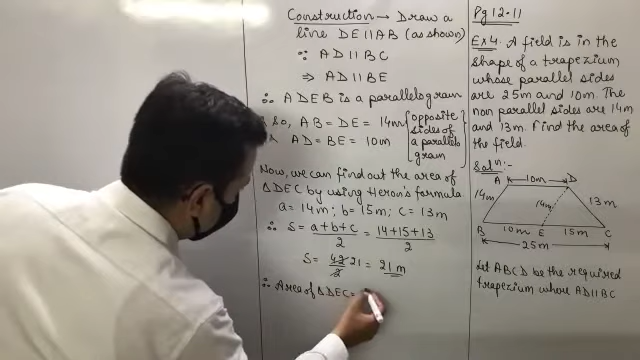 Pg 12.11
Ex 4. A field is in the
shape of a trapezium
whose parallel sides
are 25m and 10m. The
non parallel sides are 14m
and 13m. Find the area of
the field.
Soln:-
A 10m D
14m 14m 13m
B 10m E 15m C
25m
Let ABCD be the required
trapezium where AD||BC
Construction → Draw a
line DE||AB (as shown)
∵ AD||BC
⇒ AD||BE
∴ ADEB is a parallelogram
So, AB = DE = 14m
AD = BE = 10m
{opposite
sides of
a parallelo
gram}
Now, we can find out the area of
ΔDEC by using Heron's formula
a = 14m; b = 15m; c = 13m
∴ S = a+b+c/2 = 14+15+13/2
S = 42/2 21 = 21 m
∴ Area of ΔDEC =